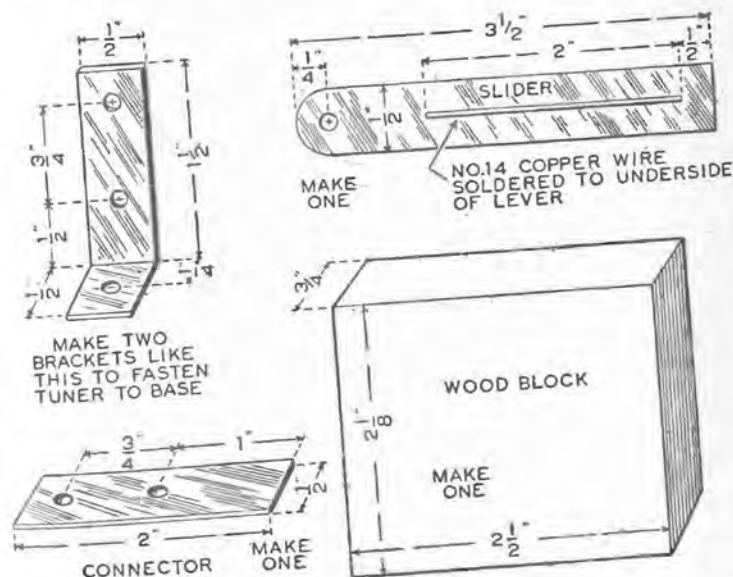 1/2"
3/4"
1/2"
1 1/2"
1/4"
1/2"
MAKE TWO
BRACKETS LIKE
THIS TO FASTEN
TUNER TO BASE
3 1/2"
1/4"
2"
1/2"
1/2"
SLIDER
MAKE
ONE
NO.14 COPPER WIRE
SOLDERED TO UNDERSIDE
OF LEVER
3/4"
WOOD BLOCK
2 1/8"
MAKE
ONE
2 1/2"
3/4"
1"
1/2"
2"
CONNECTOR
MAKE
ONE